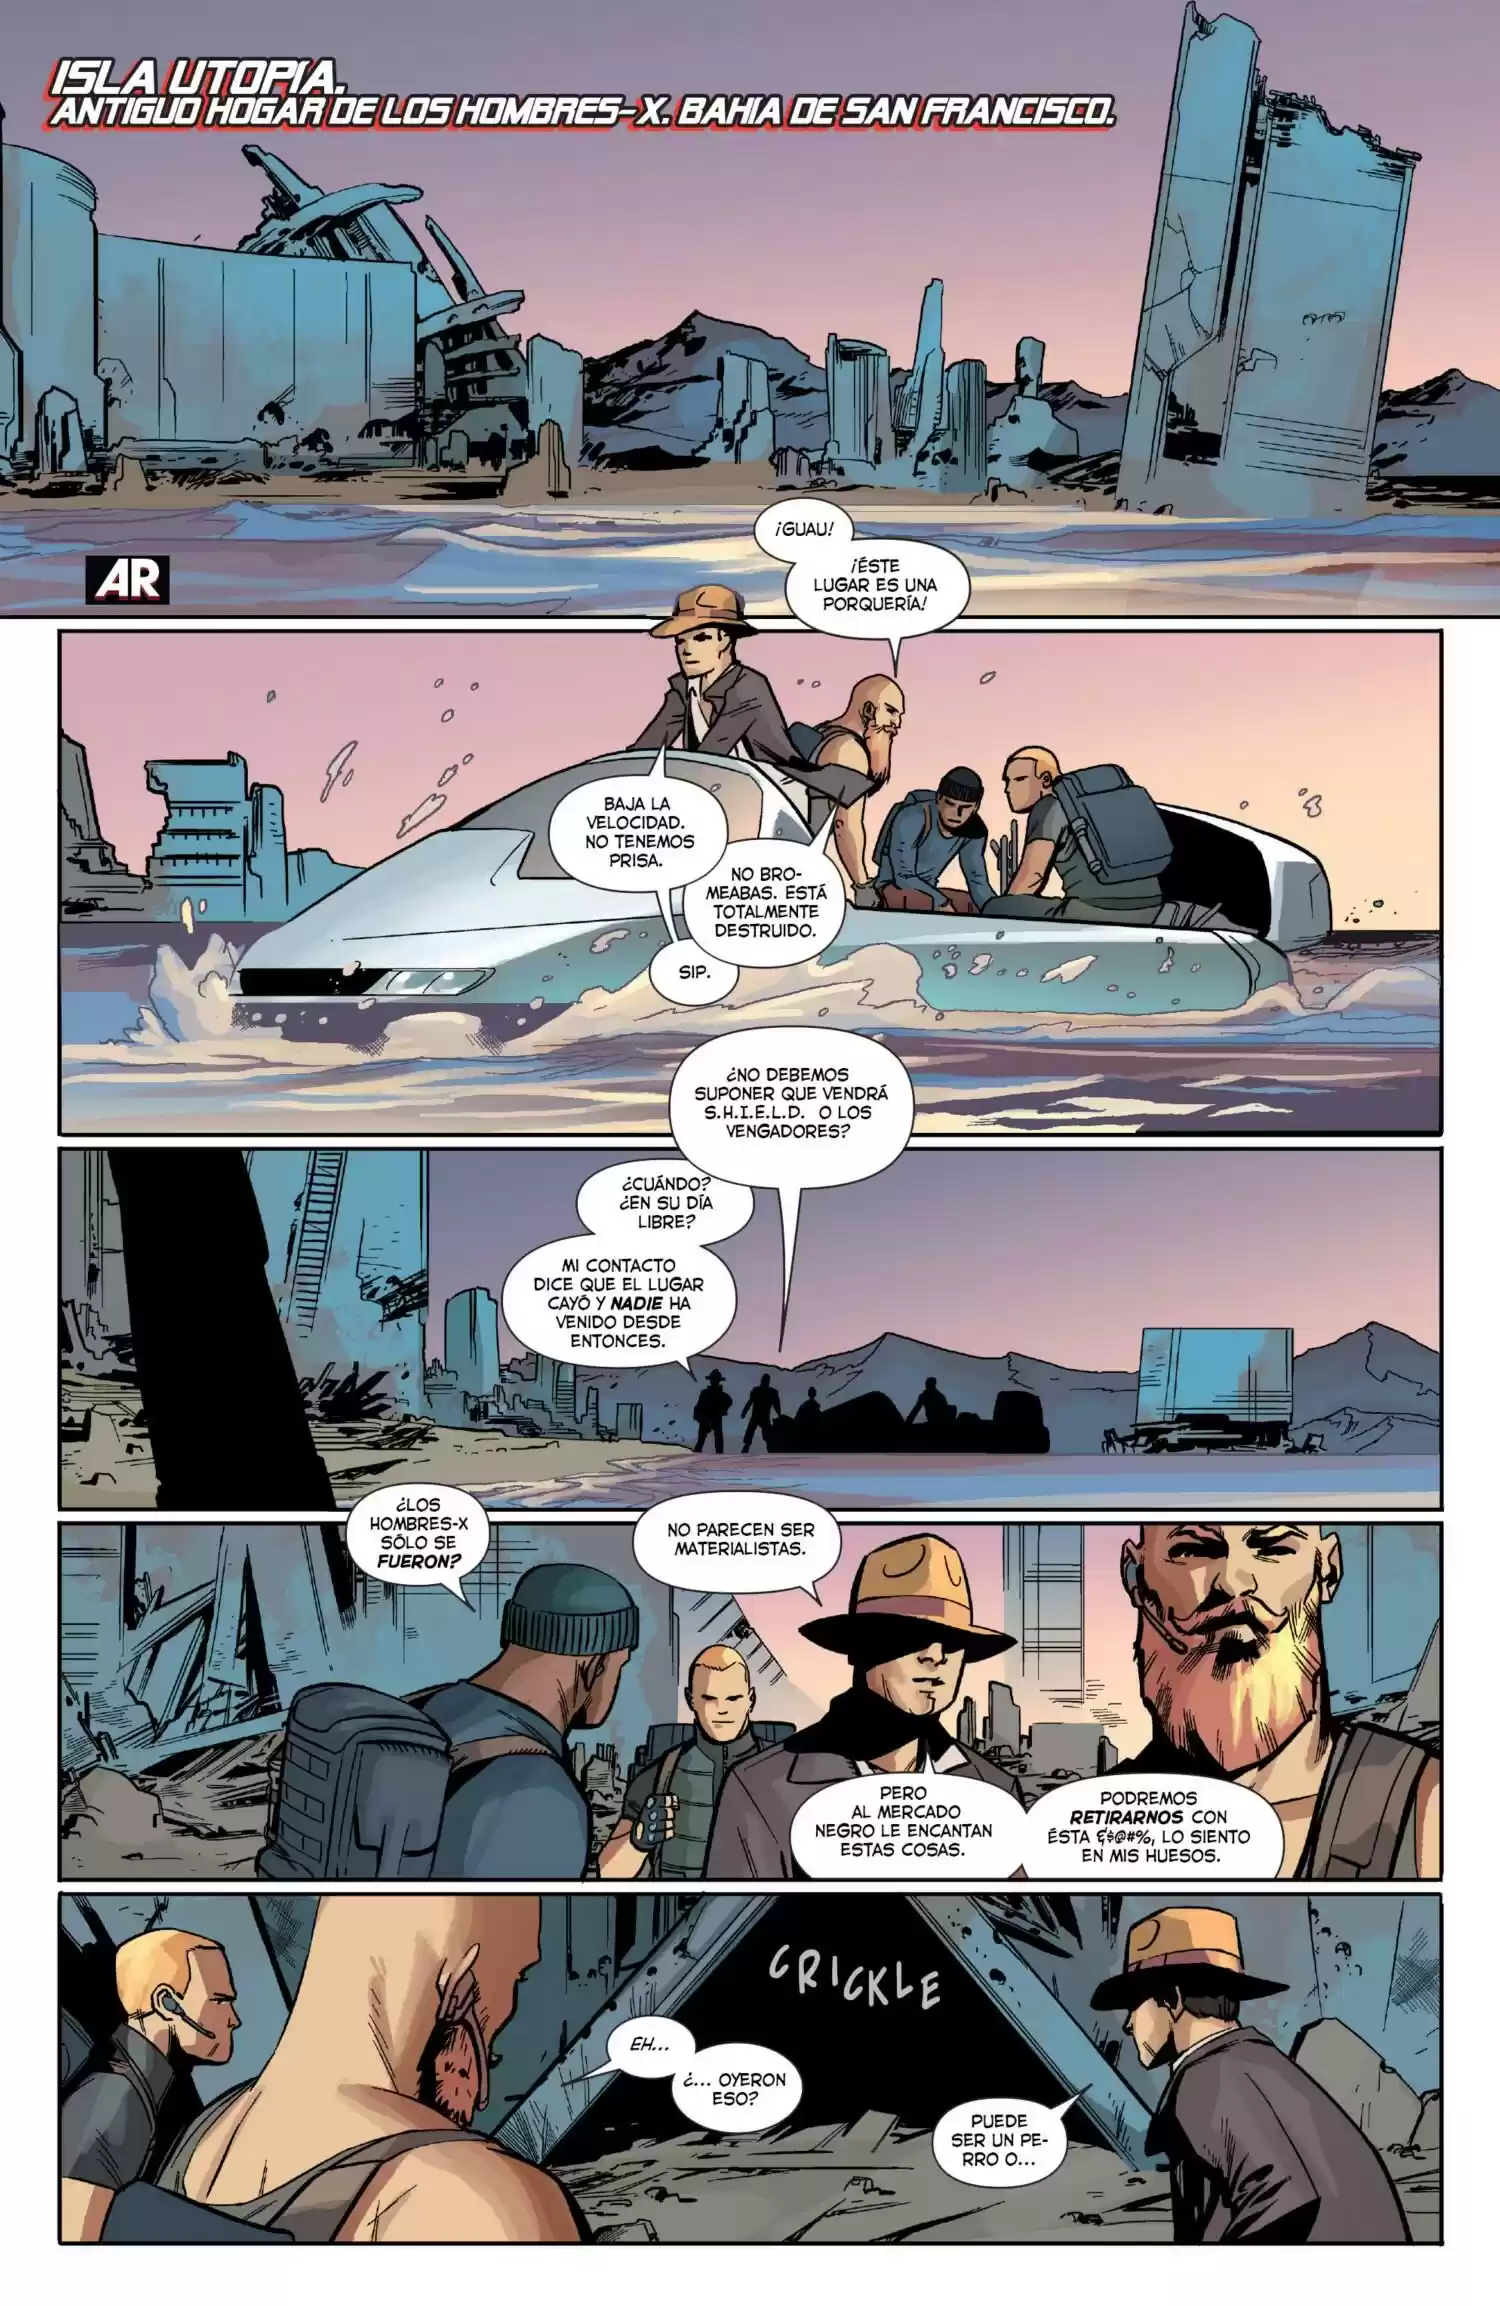 ISLA UTOPÍA.
ANTIGUO HOGAR DE LOS HOMBRES-X. BAHÍA DE SAN FRANCISCO.
AR
¡GUAU!
¡ÉSTE
LUGAR ES UNA
PORQUERÍA!
BAJA LA
VELOCIDAD.
NO TENEMOS
PRISA.
NO BRO-
MEABAS. ESTÁ
TOTALMENTE
DESTRUIDO.
SIP.
¿NO DEBEMOS
SUPONER QUE VENDRÁ
S.H.I.E.L.D. O LOS
VENGADORES?
¿CUÁNDO?
¿EN SU DÍA
LIBRE?
MI CONTACTO
DICE QUE EL LUGAR
CAYÓ Y NADIE HA
VENIDO DESDE
ENTONCES.
¿LOS
HOMBRES-X
SÓLO SE
FUERON?
NO PARECEN SER
MATERIALISTAS.
PERO
AL MERCADO
NEGRO LE ENCANTAN
ESTAS COSAS.
PODREMOS
RETIRARNOS CON
ÉSTA &$@#%, LO SIENTO
EN MIS HUESOS.
CRICKLE
EH...
¿... OYERON
ESO?
PUEDE
SER UN PE-
RRO O...